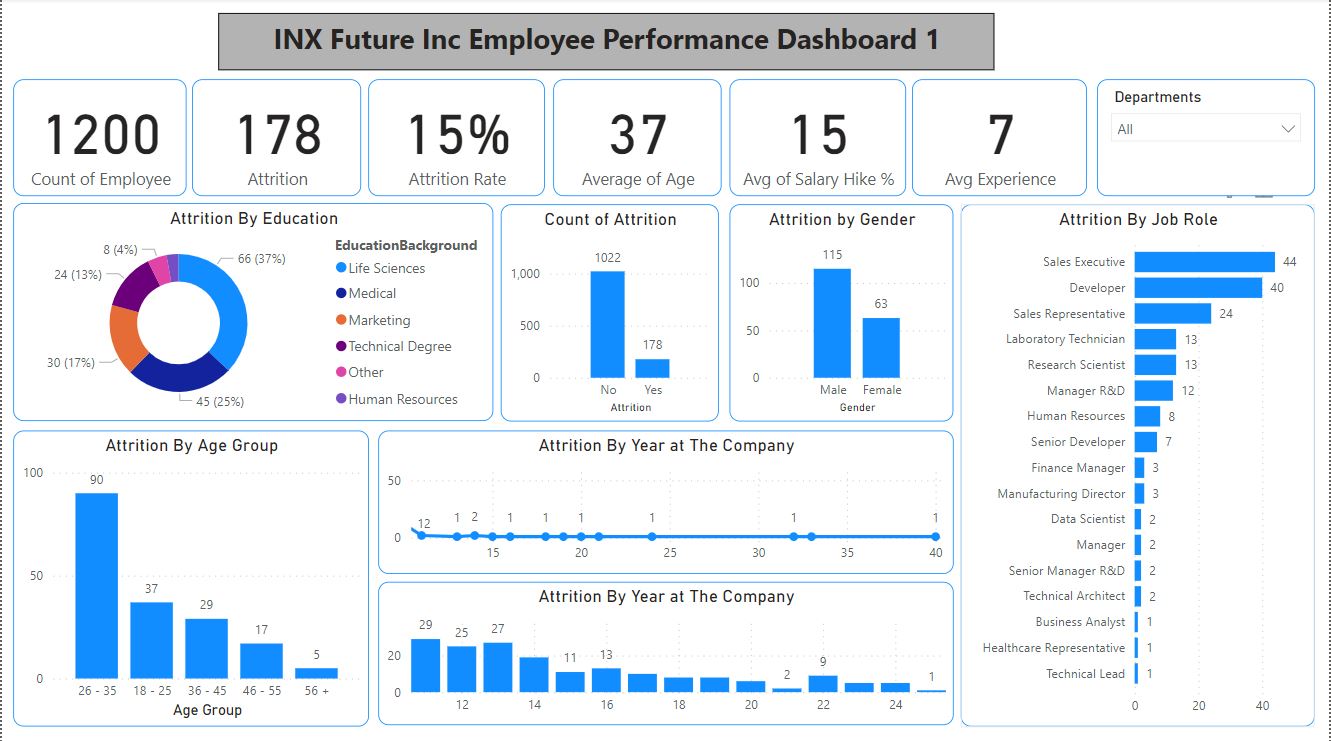 INX Future Inc Employee Performance Dashboard 1
1200
Count of Employee
178
Attrition
15%
Attrition Rate
37
Average of Age
15
Avg of Salary Hike %
7
Avg Experience
Departments
All
Attrition By Education
8 (4%)
24 (13%)
30 (17%)
66 (37%)
45 (25%)
EducationBackground
Life Sciences
Medical
Marketing
Technical Degree
Other
Human Resources
Count of Attrition
1,000
500
0
1022
178
No Yes
Attrition
Attrition by Gender
100
50
0
115
63
Male Female
Gender
Attrition By Job Role
Sales Executive 44
Developer 40
Sales Representative 24
Laboratory Technician 13
Research Scientist 13
Manager R&D 12
Human Resources 8
Senior Developer 7
Finance Manager 3
Manufacturing Director 3
Data Scientist 2
Manager 2
Senior Manager R&D 2
Technical Architect 2
Business Analyst 1
Healthcare Representative 1
Technical Lead 1
0 20 40
Attrition By Age Group
100
50
0
90
37
29
17
5
26 - 35 18 - 25 36 - 45 46 - 55 56 +
Age Group
Attrition By Year at The Company
50
0
12 1 2 1 1 1 1 1 1
15 20 25 30 35 40
Attrition By Year at The Company
20
0
29 25 27 11 13 2 9 1
12 14 16 18 20 22 24